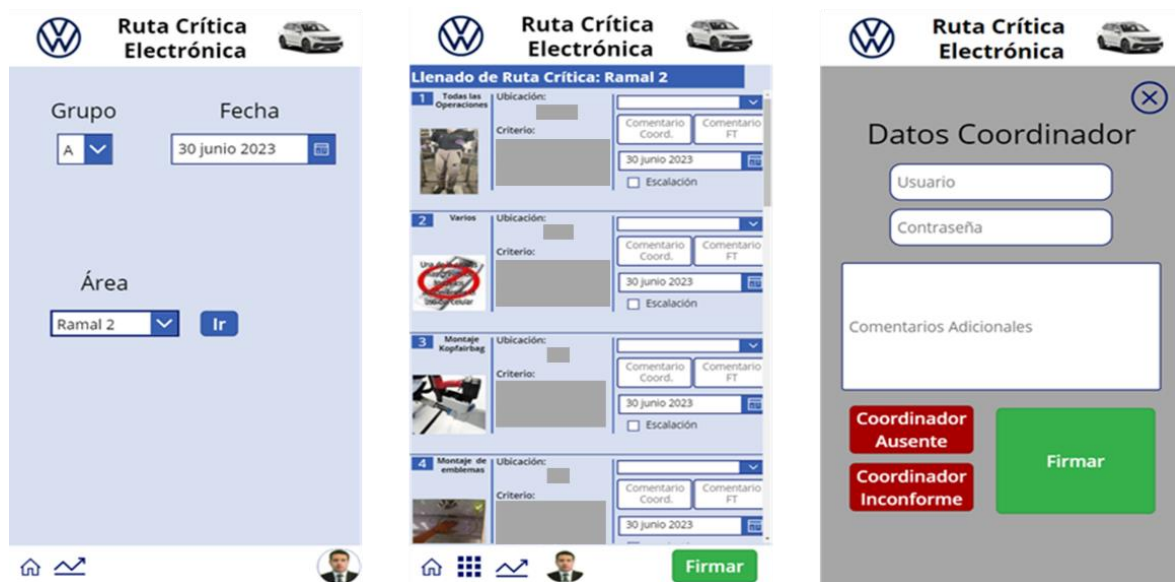 Ruta Crítica
Electrónica
Grupo
Fecha
A
30 junio 2023
Área
Ramal 2
Ir
Ruta Crítica
Electrónica
Llenado de Ruta Crítica: Ramal 2
1
Todas las
Operaciones
Ubicación:
Criterio:
Comentario
Coord.
Comentario
FT
30 junio 2023
Escalación
2
Varios
Ubicación:
Criterio:
Comentario
Coord.
Comentario
FT
30 junio 2023
Escalación
3
Montaje
Kopfairbag
Ubicación:
Criterio:
Comentario
Coord.
Comentario
FT
30 junio 2023
Escalación
4
Montaje de
emblemas
Ubicación:
Criterio:
Comentario
Coord.
Comentario
FT
30 junio 2023
Firmar
Ruta Crítica
Electrónica
Datos Coordinador
Usuario
Contraseña
Comentarios Adicionales
Coordinador
Ausente
Coordinador
Inconforme
Firmar